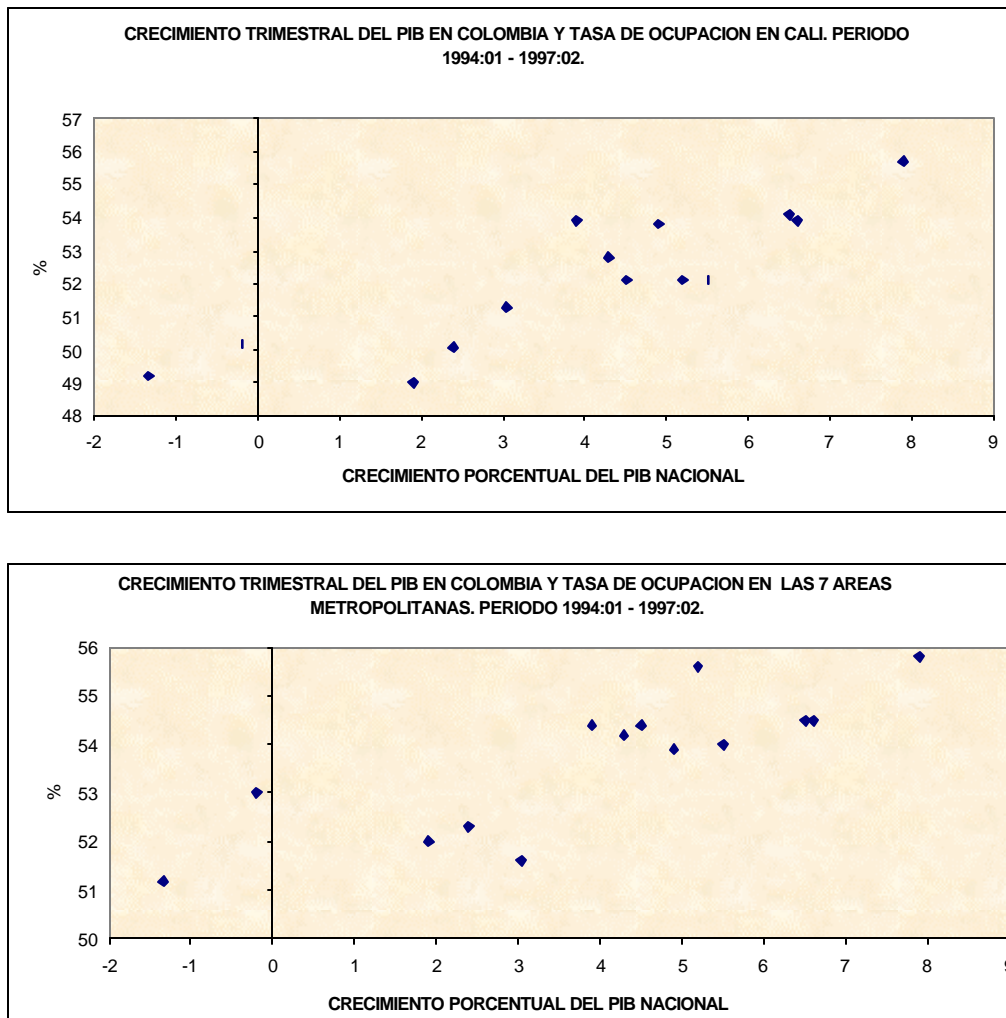 CRECIMIENTO TRIMESTRAL DEL PIB EN COLOMBIA Y TASA DE OCUPACION EN CALI. PERIODO
1994:01 - 1997:02.
57
56
55
54
53
52
51
50
49
48
%
-2 -1 0 1 2 3 4 5 6 7 8 9
CRECIMIENTO PORCENTUAL DEL PIB NACIONAL
CRECIMIENTO TRIMESTRAL DEL PIB EN COLOMBIA Y TASA DE OCUPACION EN LAS 7 AREAS
METROPOLITANAS. PERIODO 1994:01 - 1997:02.
56
55
54
53
52
51
50
%
-2 -1 0 1 2 3 4 5 6 7 8 9
CRECIMIENTO PORCENTUAL DEL PIB NACIONAL